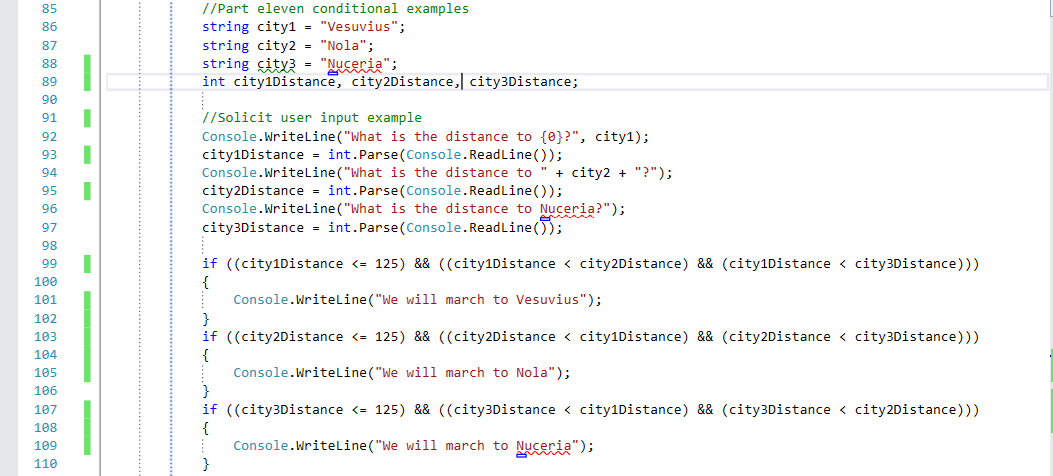 85 //Part eleven conditional examples
86 string city1 = "Vesuvius";
87 string city2 = "Nola";
88 string city3 = "Nuceria";
89 int city1Distance, city2Distance, city3Distance;
90
91 //Solicit user input example
92 Console.WriteLine("What is the distance to {0}?", city1);
93 city1Distance = int.Parse(Console.ReadLine());
94 Console.WriteLine("What is the distance to " + city2 + "?");
95 city2Distance = int.Parse(Console.ReadLine());
96 Console.WriteLine("What is the distance to Nuceria?");
97 city3Distance = int.Parse(Console.ReadLine());
98
99 if ((city1Distance <= 125) && ((city1Distance < city2Distance) && (city1Distance < city3Distance)))
100 {
101 Console.WriteLine("We will march to Vesuvius");
102 }
103 if ((city2Distance <= 125) && ((city2Distance < city1Distance) && (city2Distance < city3Distance)))
104 {
105 Console.WriteLine("We will march to Nola");
106 }
107 if ((city3Distance <= 125) && ((city3Distance < city1Distance) && (city3Distance < city2Distance)))
108 {
109 Console.WriteLine("We will march to Nuceria");
110 }